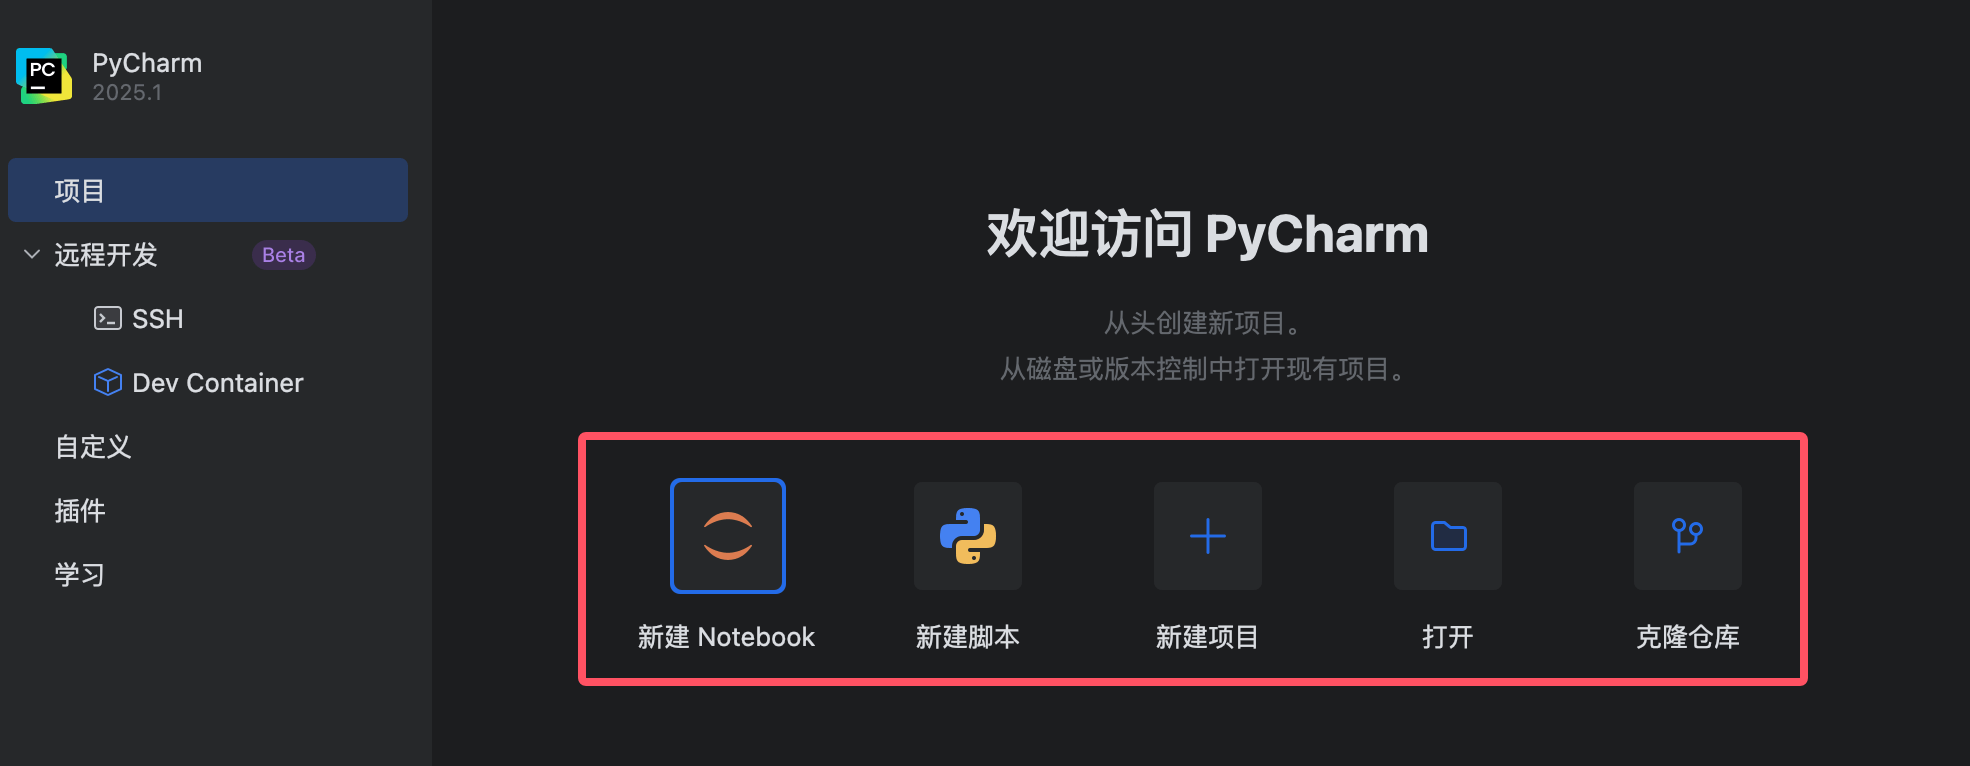 PC
PyCharm
2025.1
项目
远程开发 Beta
SSH
Dev Container
自定义
插件
学习
欢迎访问 PyCharm
从头创建新项目。
从磁盘或版本控制中打开现有项目。
新建 Notebook 新建脚本 新建项目 打开 克隆仓库